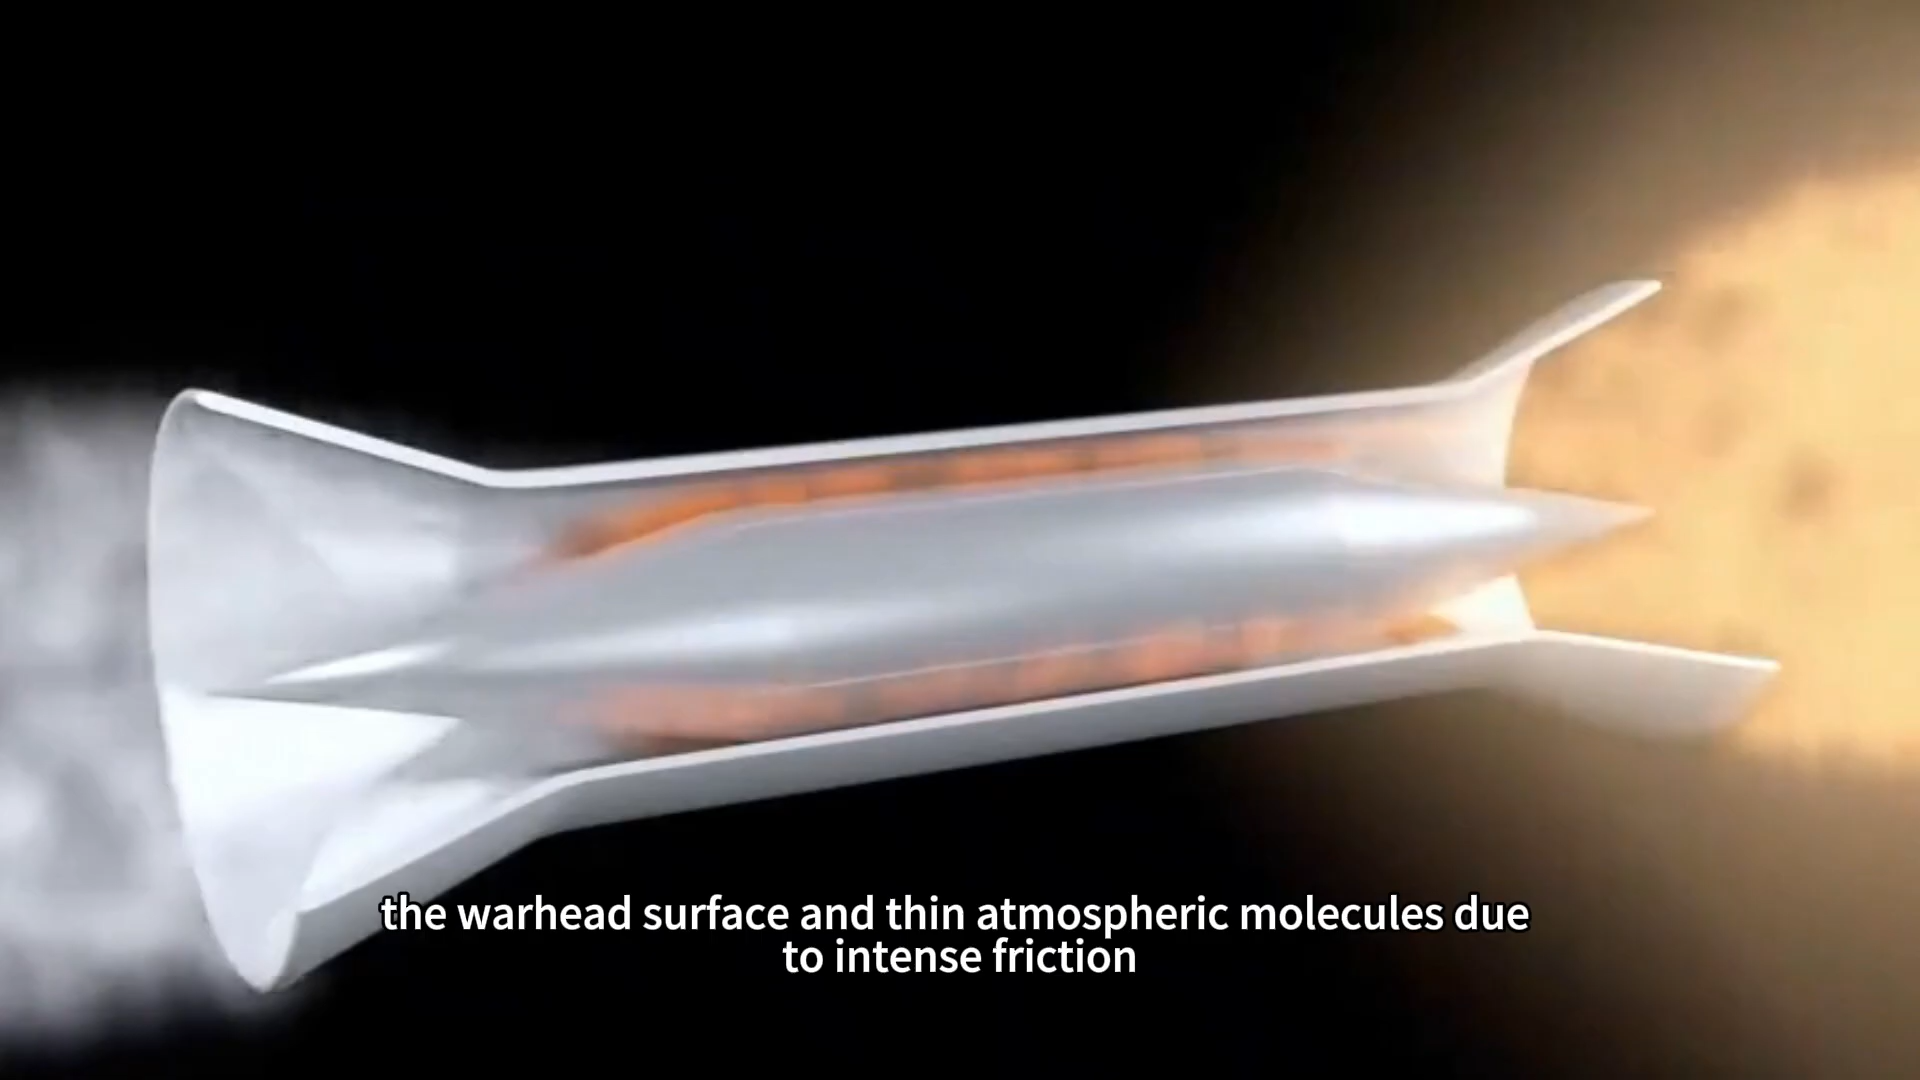 the warhead surface and thin atmospheric molecules due
to intense friction